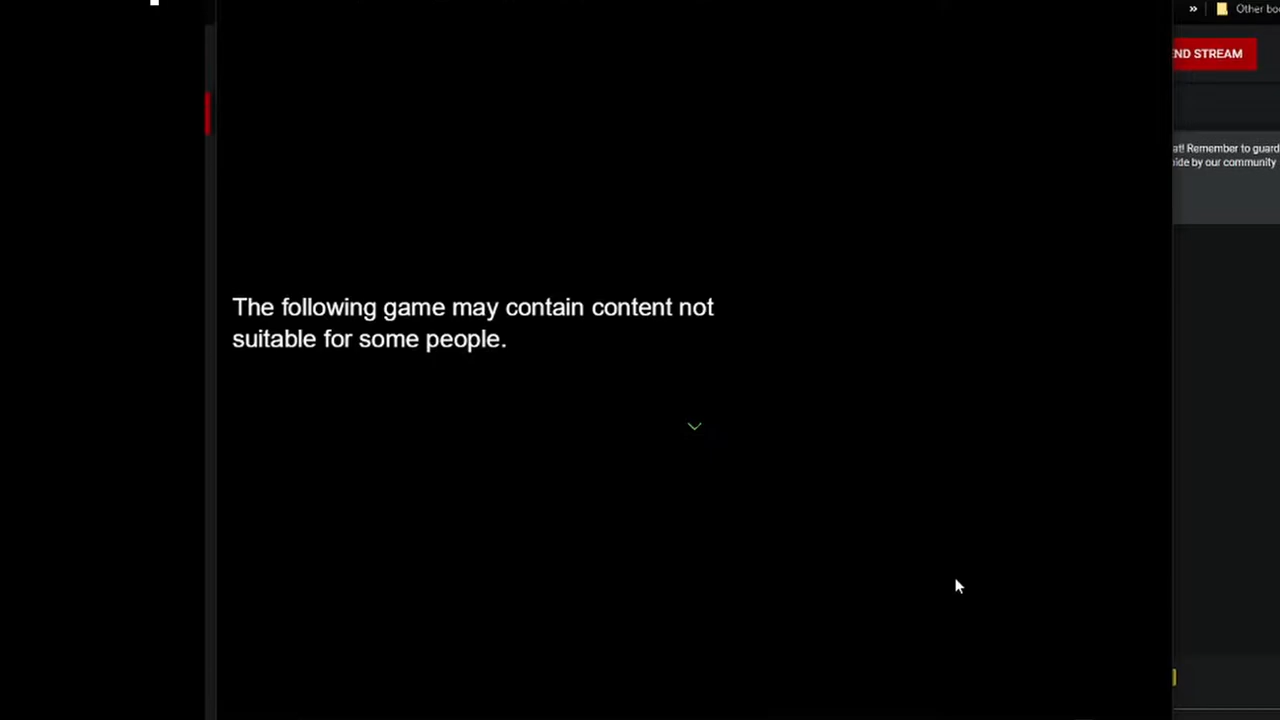 » Other boo
ND STREAM
at! Remember to guard
ide by our community
The following game may contain content not
suitable for some people.